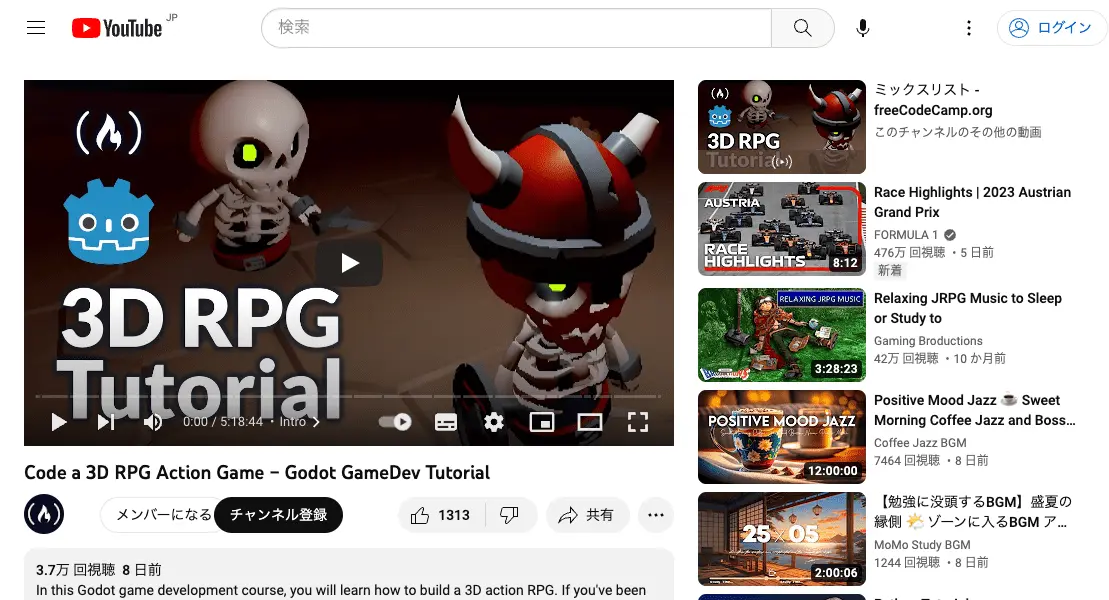 YouTube JP
検索
ログイン
3D RPG
Tutorial
0:00 / 5:18:44 • Intro
Code a 3D RPG Action Game – Godot GameDev Tutorial
メンバーになる
チャンネル登録
1313
共有
3.7万 回視聴 8 日前
In this Godot game development course, you will learn how to build a 3D action RPG. If you've been
3D RPG
Tutorial
ミックスリスト -
freeCodeCamp.org
このチャンネルのその他の動画
AUSTRIA
RACE
HIGHLIGHTS
8:12
Race Highlights | 2023 Austrian
Grand Prix
FORMULA 1
476万 回視聴 • 5 日前
新着
RELAXING JRPG MUSIC
3:28:23
Relaxing JRPG Music to Sleep
or Study to
Gaming Broductions
42万 回視聴 • 10 か月前
POSITIVE MOOD JAZZ
12:00:00
Positive Mood Jazz ☕ Sweet
Morning Coffee Jazz and Boss...
Coffee Jazz BGM
7464 回視聴 • 8 日前
25×05
2:00:06
【勉強に没頭するBGM】盛夏の
縁側 🌤️ ゾーンに入るBGM ア...
MoMo Study BGM
1244 回視聴 • 8 日前